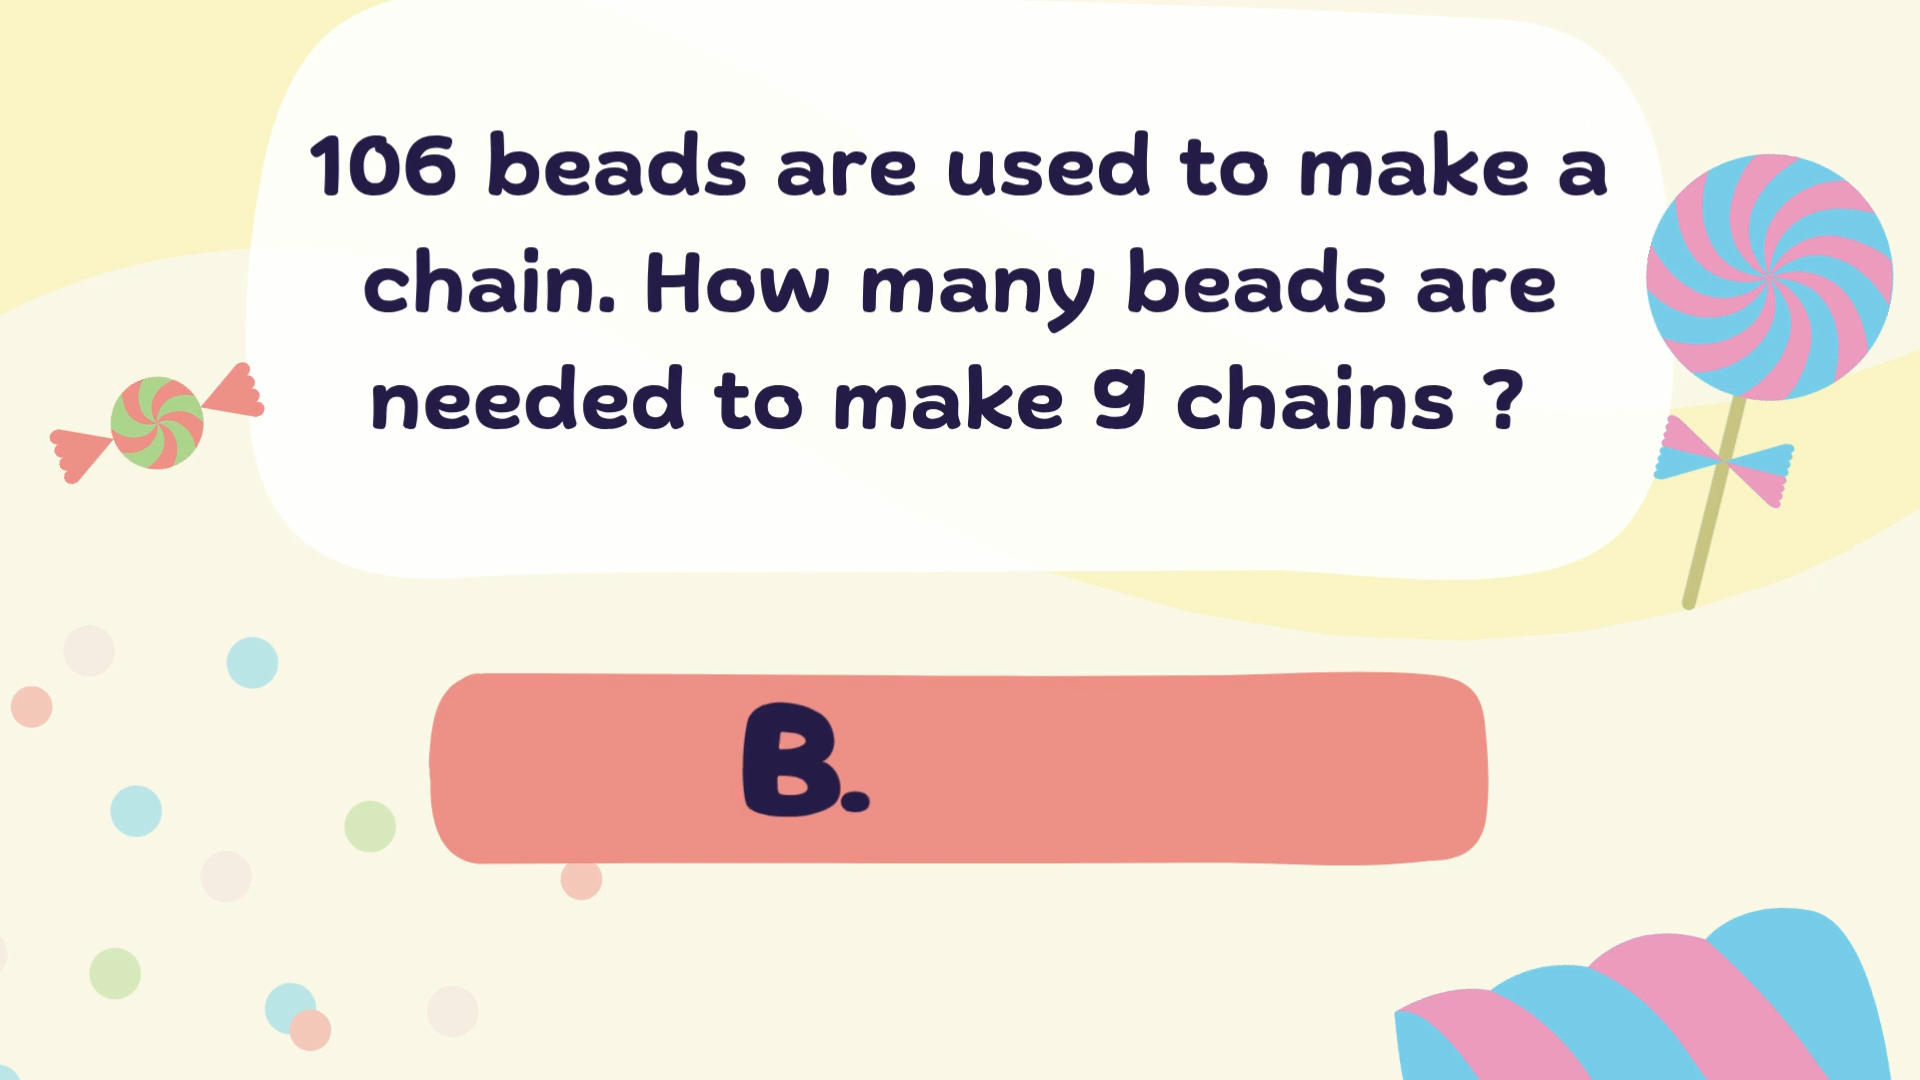 106 beads are used to make a
chain. How many beads are
needed to make 9 chains ?
B.